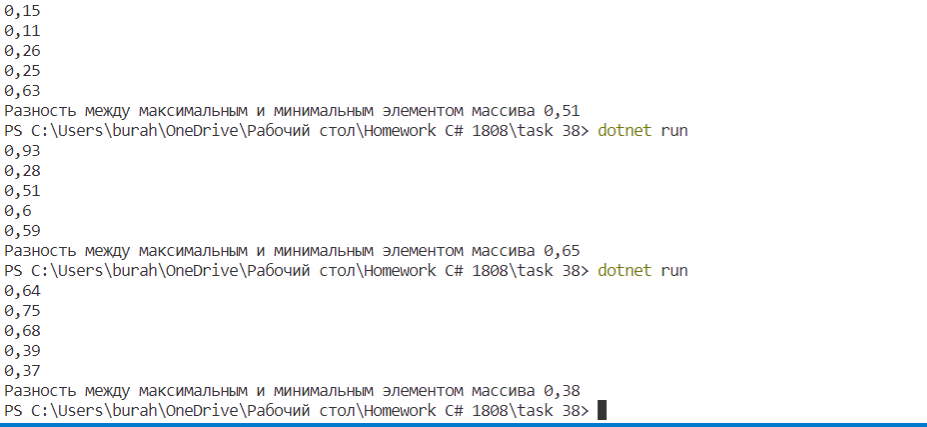 0,15
0,11
0,26
0,25
0,63
Разность между максимальным и минимальным элементом массива 0,51
PS C:\Users\burah\OneDrive\Рабочий стол\Homework C# 1808\task 38> dotnet run
0,93
0,28
0,51
0,6
0,59
Разность между максимальным и минимальным элементом массива 0,65
PS C:\Users\burah\OneDrive\Рабочий стол\Homework C# 1808\task 38> dotnet run
0,64
0,75
0,68
0,39
0,37
Разность между максимальным и минимальным элементом массива 0,38
PS C:\Users\burah\OneDrive\Рабочий стол\Homework C# 1808\task 38>